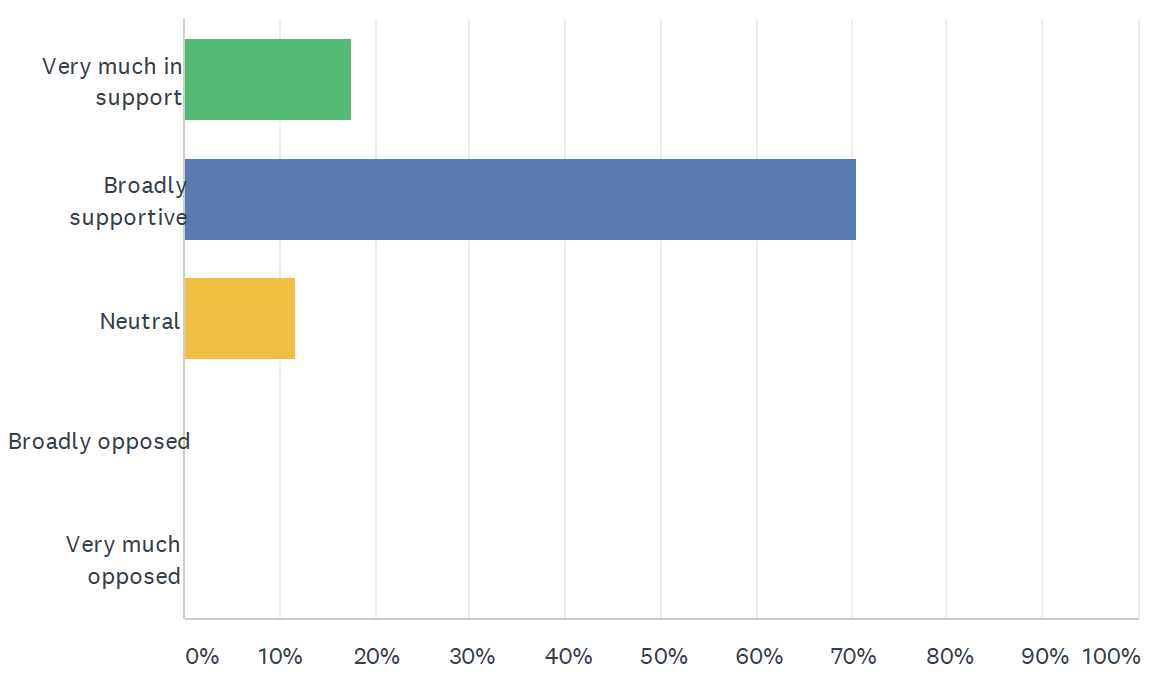 Very much in
support
Broadly
supportive
Neutral
Broadly opposed
Very much
opposed
0% 10% 20% 30% 40% 50% 60% 70% 80% 90% 100%